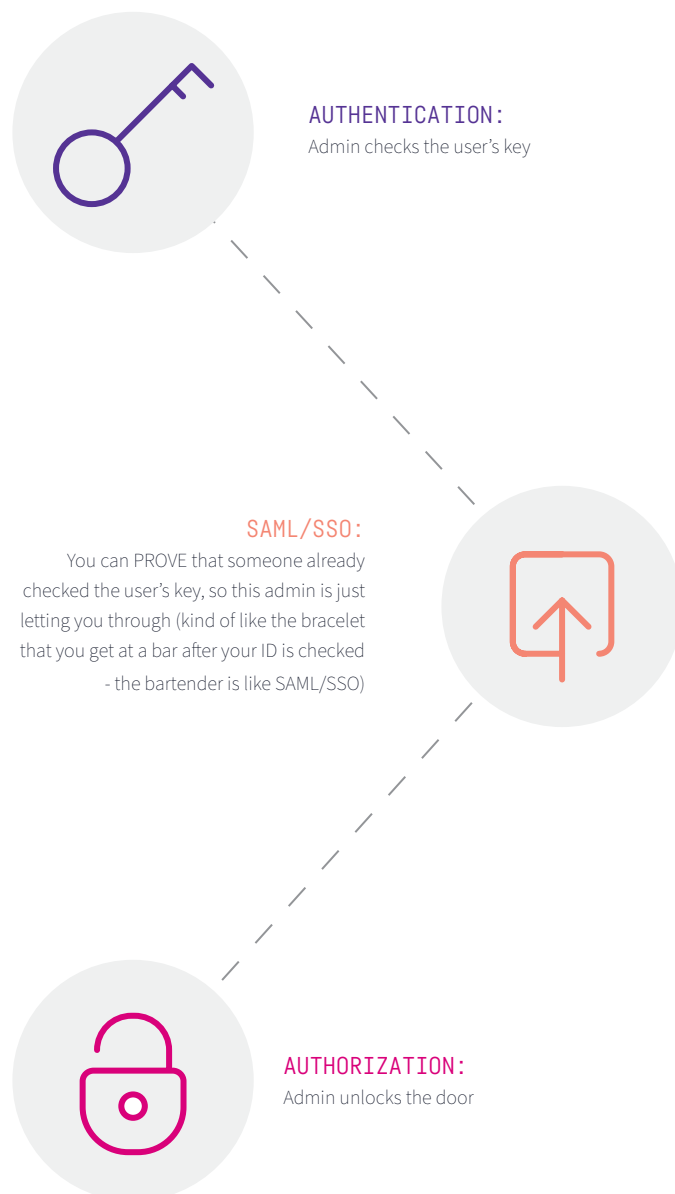 AUTHENTICATION:
Admin checks the user’s key
SAML/SSO:
You can PROVE that someone already
checked the user’s key, so this admin is just
letting you through (kind of like the bracelet
that you get at a bar after your ID is checked
- the bartender is like SAML/SSO)
AUTHORIZATION:
Admin unlocks the door